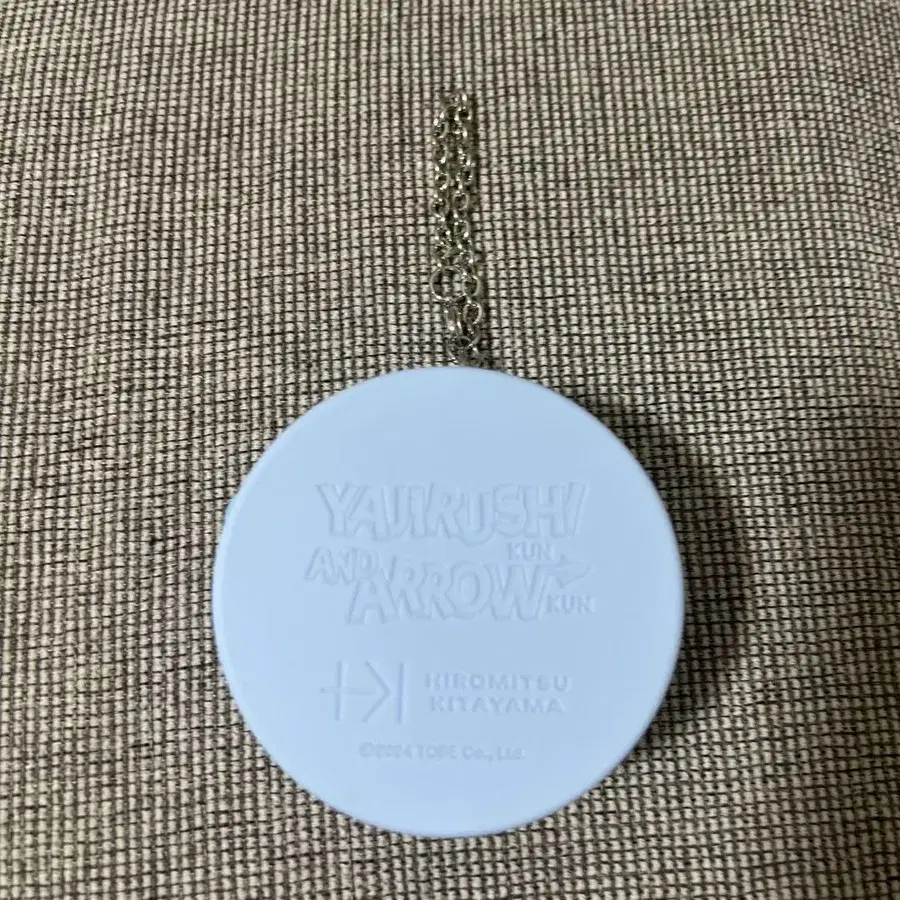 YAJIRUSHI
KUN
AND ARROW
KUN
HIROMITSU
KITAYAMA
©2024 TOBE Co., Ltd.